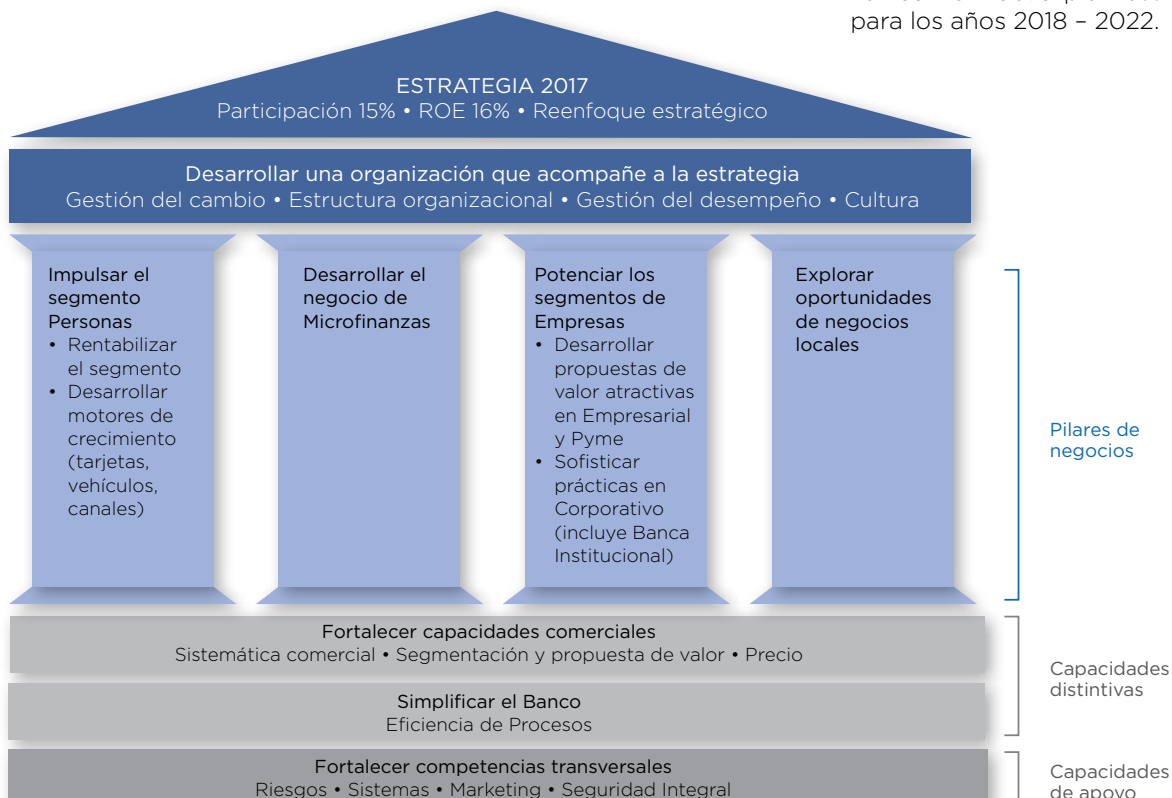 para los años 2018 – 2022.
ESTRATEGIA 2017
Participación 15% • ROE 16% • Reenfoque estratégico
Desarrollar una organización que acompañe a la estrategia
Gestión del cambio • Estructura organizacional • Gestión del desempeño • Cultura
Impulsar el
segmento
Personas
• Rentabilizar
el segmento
• Desarrollar
motores de
crecimiento
(tarjetas,
vehículos,
canales)
Desarrollar el
negocio de
Microfinanzas
Potenciar los
segmentos de
Empresas
• Desarrollar
propuestas de
valor atractivas
en Empresarial
y Pyme
• Sofisticar
prácticas en
Corporativo
(incluye Banca
Institucional)
Explorar
oportunidades
de negocios
locales
Pilares de
negocios
Fortalecer capacidades comerciales
Sistemática comercial • Segmentación y propuesta de valor • Precio
Simplificar el Banco
Eficiencia de Procesos
Capacidades
distintivas
Fortalecer competencias transversales
Riesgos • Sistemas • Marketing • Seguridad Integral
Capacidades
de apoyo